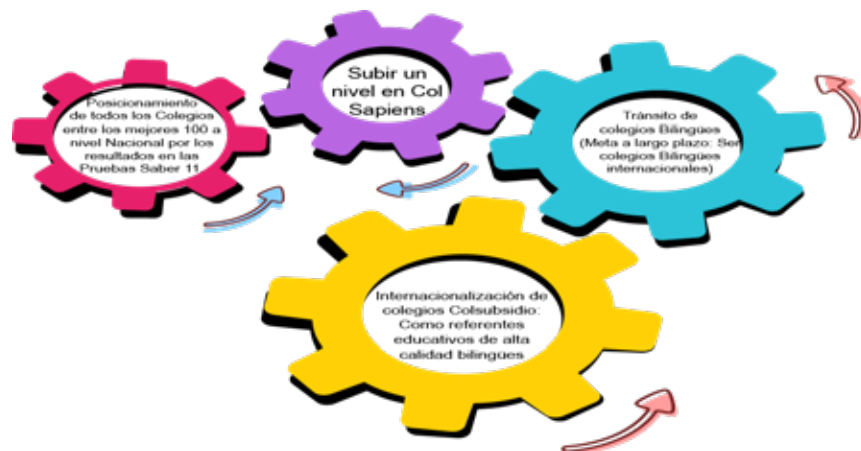 Posicionamiento
de todos los Colegios
entre los mejores 100 a
nivel Nacional por los
resultados en las
Pruebas Saber 11
Subir un
nivel en Col
Sapiens
Tránsito de
colegios Bilingües
(Meta a largo plazo: Ser
colegios Bilingües
internacionales)
Internacionalización de
colegios Colsubsidio:
Como referentes
educativos de alta
calidad bilingües